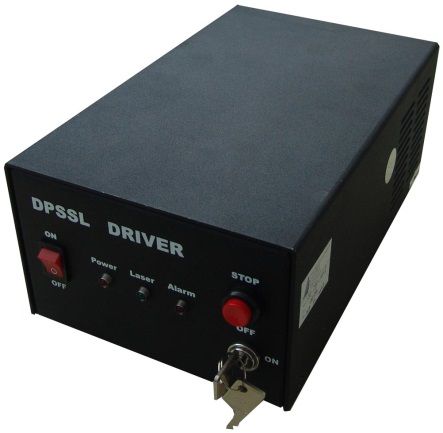 DPSSL DRIVER
ON
OFF
Power
Laser
Alarm
STOP
OFF
ON